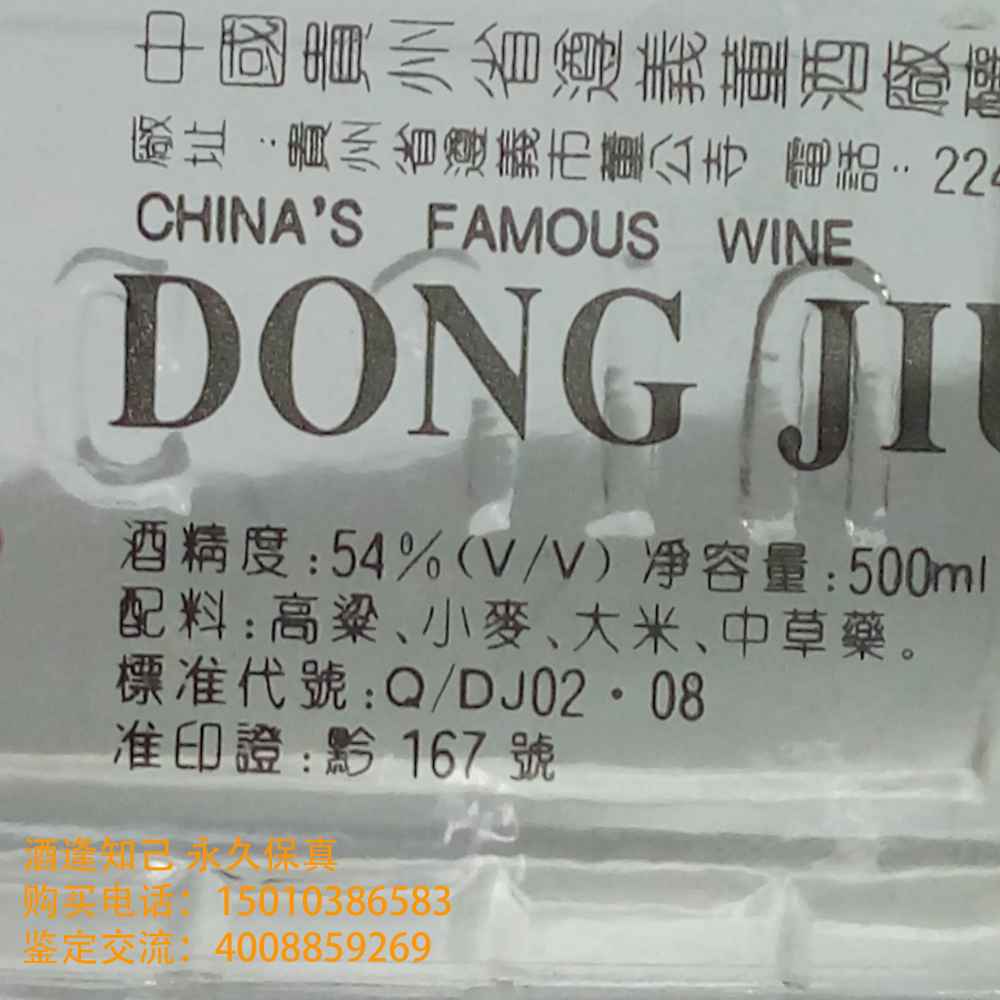 中國貴州省遵義董酒廠
廠址:貴州省遵義市董公寺 電話:224
CHINA'S FAMOUS WINE
DONG JIU
酒精度:54%(V/V) 凈容量:500ml
配料:高粱、小麥、大米、中草藥。
標准代號:Q/DJ02·08
准印證:黔 167 號
酒逢知己 永久保真
购买电话：15010386583
鉴定交流：4008859269